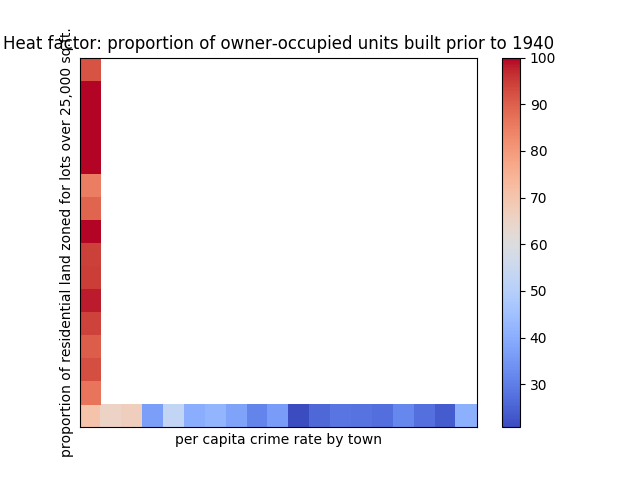 Heat factor: proportion of owner-occupied units built prior to 1940
proportion of residential land zoned for lots over 25,000 sq.ft.
per capita crime rate by town
100
90
80
70
60
50
40
30